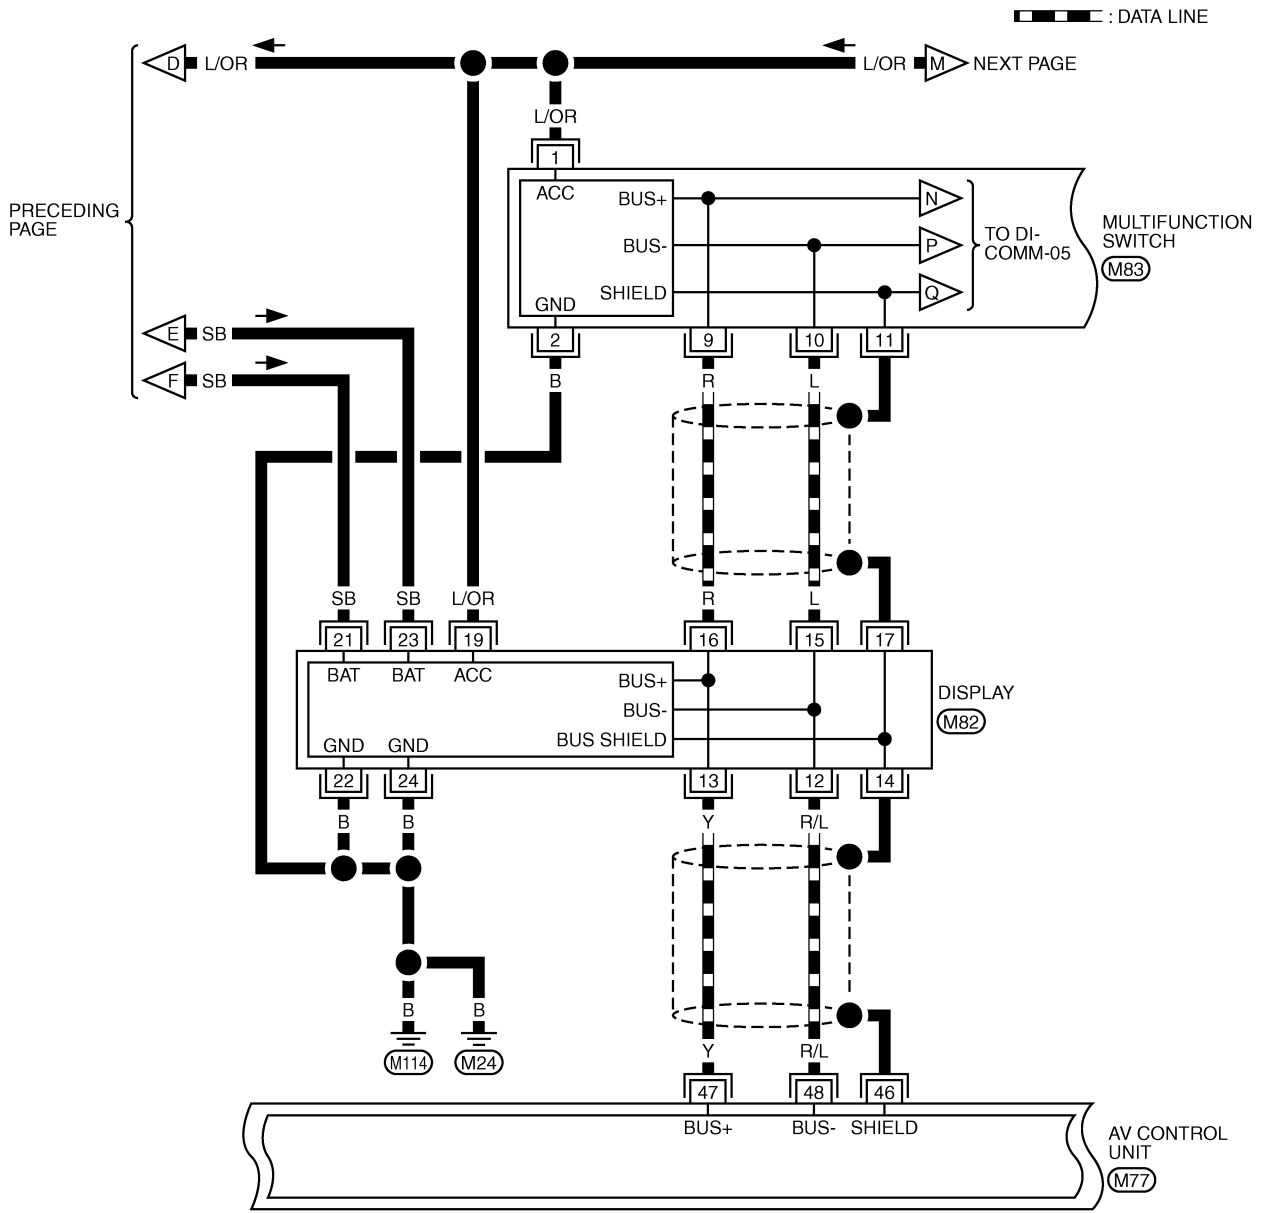 : DATA LINE
D L/OR
L/OR M NEXT PAGE
L/OR
1
ACC
BUS+
N
PRECEDING
PAGE
BUS-
P
TO DI-
COMM-05
MULTIFUNCTION
SWITCH
M83
SHIELD
Q
GND
E SB
2
9
10
11
F SB
B
R
L
SB
SB
L/OR
R
L
21
23
19
16
15
17
BAT
BAT
ACC
BUS+
DISPLAY
M82
BUS-
BUS SHIELD
GND
GND
22
24
13
12
14
B
B
Y
R/L
B
B
M114
M24
Y
R/L
47
48
46
BUS+
BUS-
SHIELD
AV CONTROL
UNIT
M77